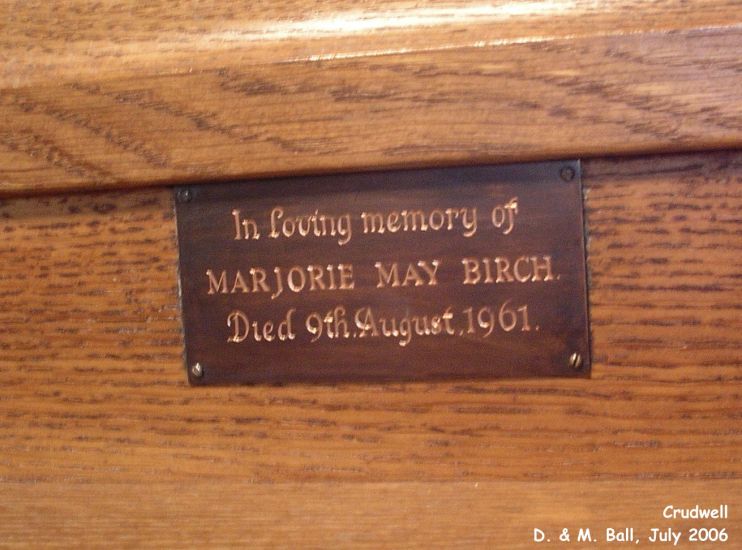 In Loving memory of
MARJORIE MAY BIRCH.
Died 9th. August, 1961.
Crudwell
D. & M. Ball, July 2006